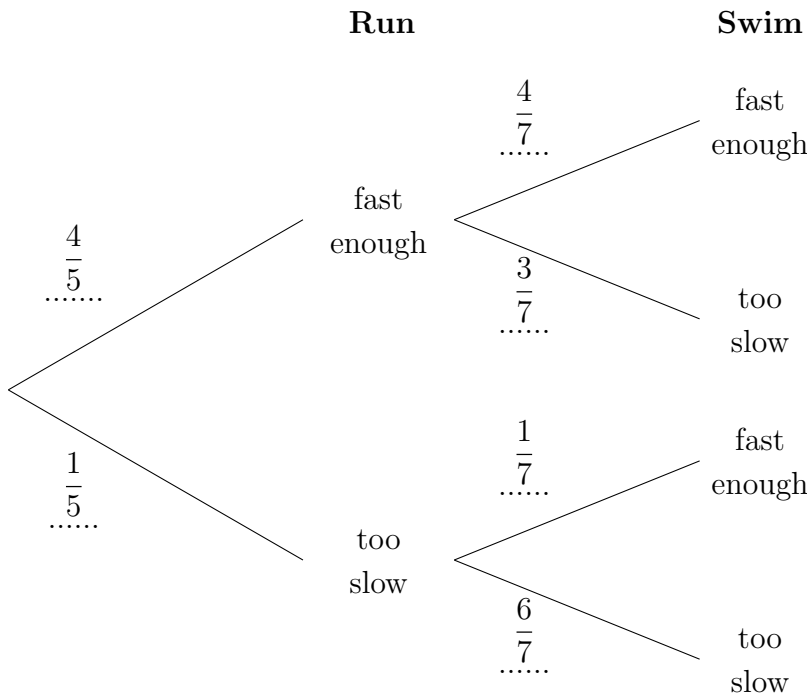 Run Swim
4/7
......
fast
enough
fast
enough
4/5
.......
3/7
......
too
slow
1/5
......
1/7
......
fast
enough
too
slow
6/7
......
too
slow